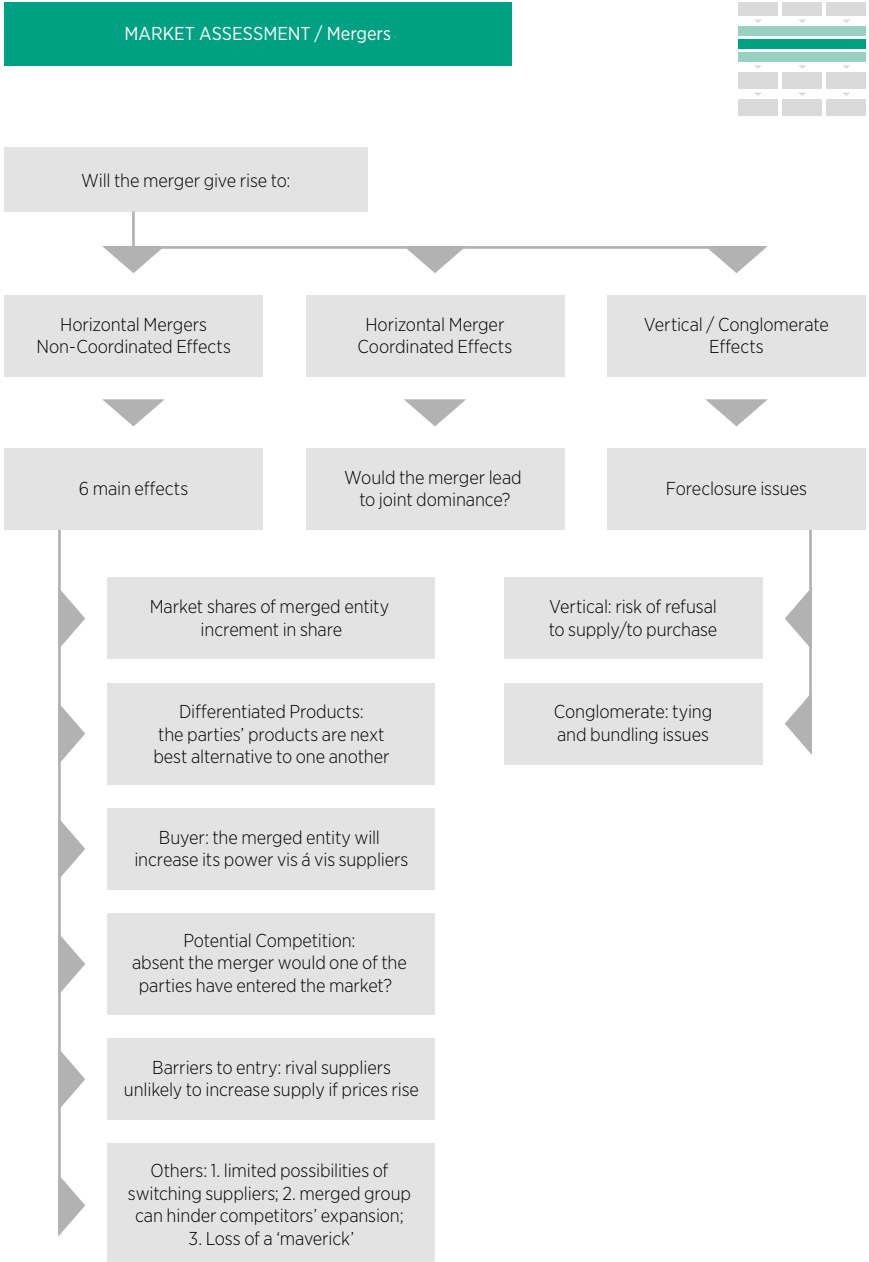 MARKET ASSESSMENT / Mergers
Will the merger give rise to:
Horizontal Mergers
Non-Coordinated Effects
Horizontal Merger
Coordinated Effects
Vertical / Conglomerate
Effects
6 main effects
Would the merger lead
to joint dominance?
Foreclosure issues
Market shares of merged entity
increment in share
Differentiated Products:
the parties’ products are next
best alternative to one another
Buyer: the merged entity will
increase its power vis á vis suppliers
Potential Competition:
absent the merger would one of the
parties have entered the market?
Barriers to entry: rival suppliers
unlikely to increase supply if prices rise
Others: 1. limited possibilities of
switching suppliers; 2. merged group
can hinder competitors’ expansion;
3. Loss of a ‘maverick’
Vertical: risk of refusal
to supply/to purchase
Conglomerate: tying
and bundling issues